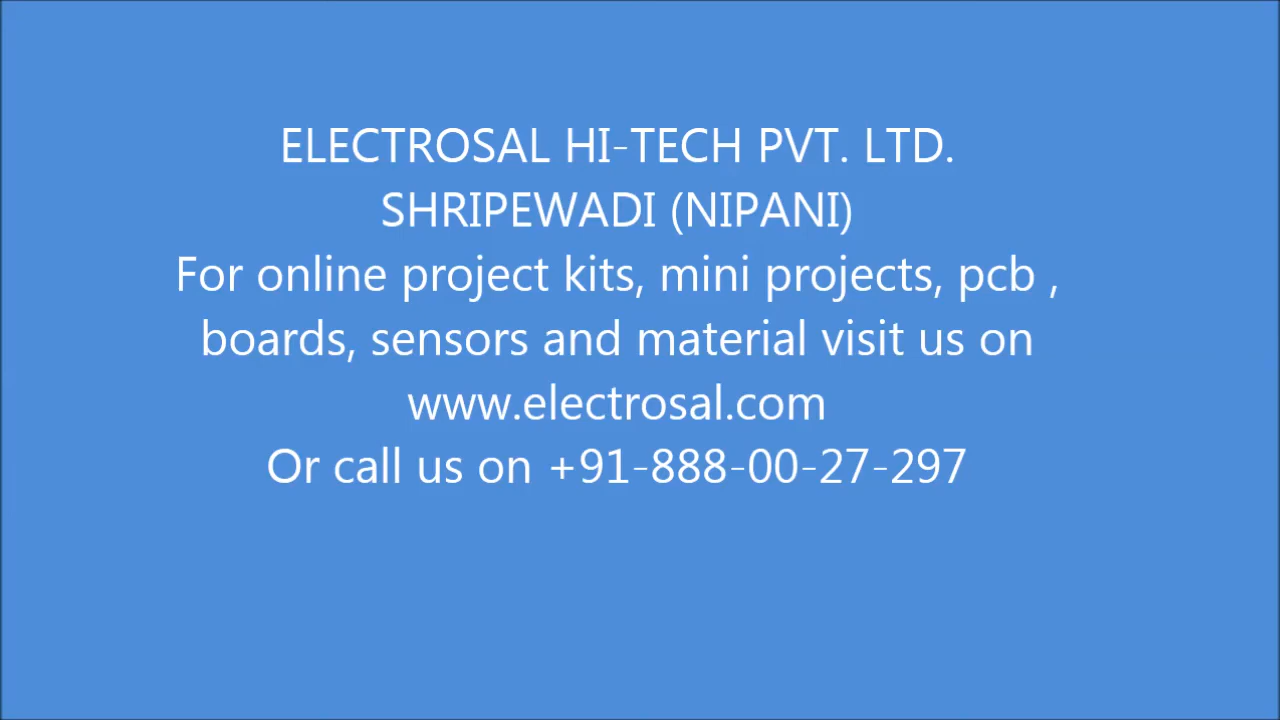 ELECTROSAL HI-TECH PVT. LTD.
SHRIPEWADI (NIPANI)
For online project kits, mini projects, pcb ,
boards, sensors and material visit us on
www.electrosal.com
Or call us on +91-888-00-27-297